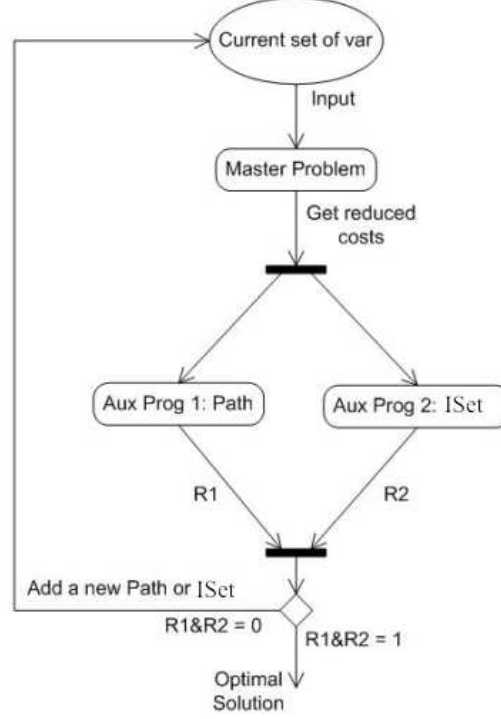 Current set of var
Input
Master Problem
Get reduced
costs
Aux Prog 1: Path
Aux Prog 2: ISet
R1
R2
Add a new Path or ISet
R1&R2 = 0
R1&R2 = 1
Optimal
Solution